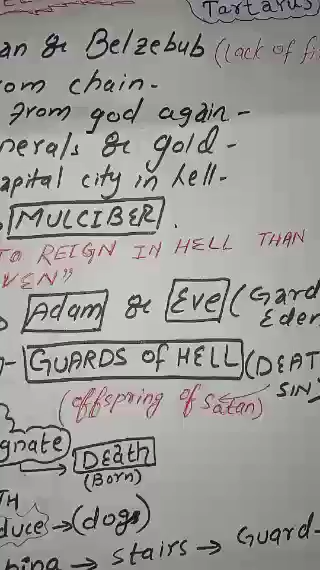 Tartarus)
an & Belzebub (lack of fi
om chain-
from god again-
nerals & gold-
apital city in hell-
MULCIBER.
TO REIGN IN HELL THAN
VEN"
Adam & Eve (Gard
Eden
GUARDS of HELL (DEAT
SIN)
(offspring of Satan)
gnate
→ Death
(Born)
TH
duce → (dogs)
→ stairs → Guard-